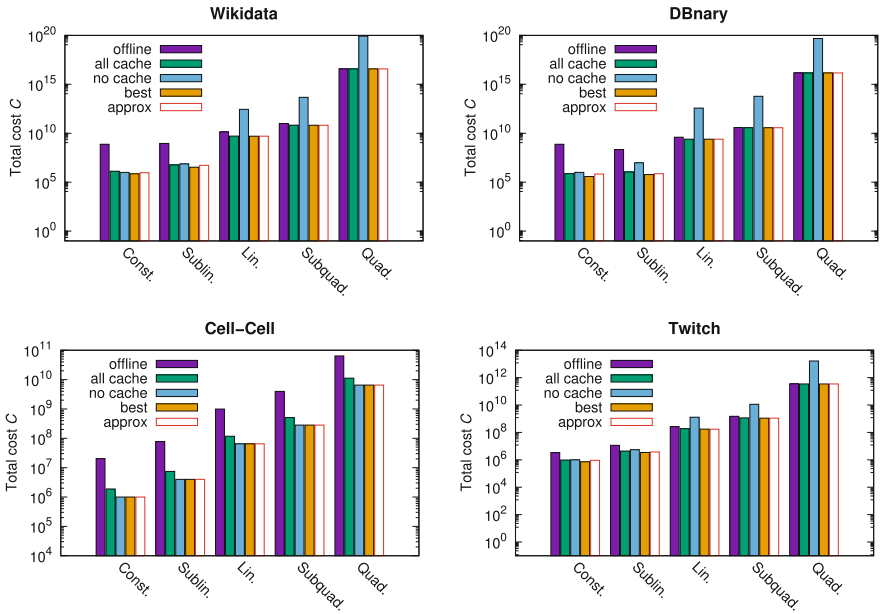 Wikidata
Total cost C
10^20
10^15
10^10
10^5
10^0
offline
all cache
no cache
best
approx
Const.
Sublin.
Lin.
Subquad.
Quad.
DBnary
Total cost C
10^20
10^15
10^10
10^5
10^0
offline
all cache
no cache
best
approx
Const.
Sublin.
Lin.
Subquad.
Quad.
Cell−Cell
Total cost C
10^11
10^10
10^9
10^8
10^7
10^6
10^5
10^4
offline
all cache
no cache
best
approx
Const.
Sublin.
Lin.
Subquad.
Quad.
Twitch
Total cost C
10^14
10^12
10^10
10^8
10^6
10^4
10^2
10^0
offline
all cache
no cache
best
approx
Const.
Sublin.
Lin.
Subquad.
Quad.